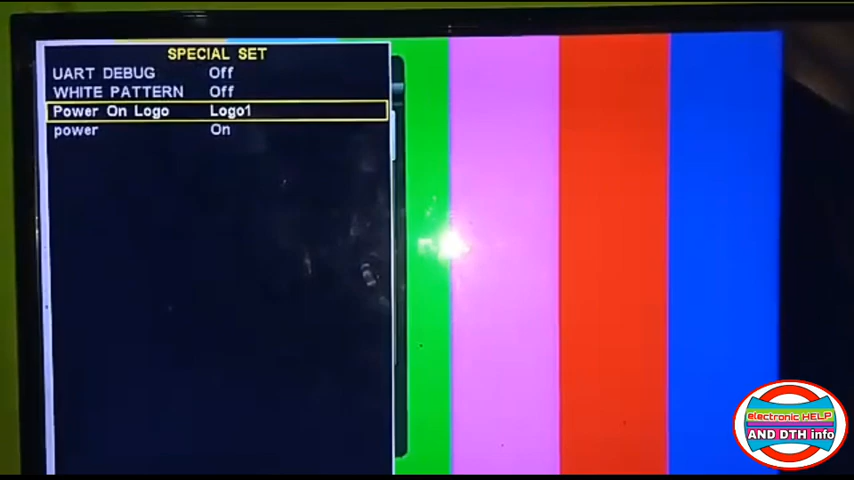 SPECIAL SET
UART DEBUG Off
WHITE PATTERN Off
Power On Logo Logo1
power On
electronic HELP
AND DTH info